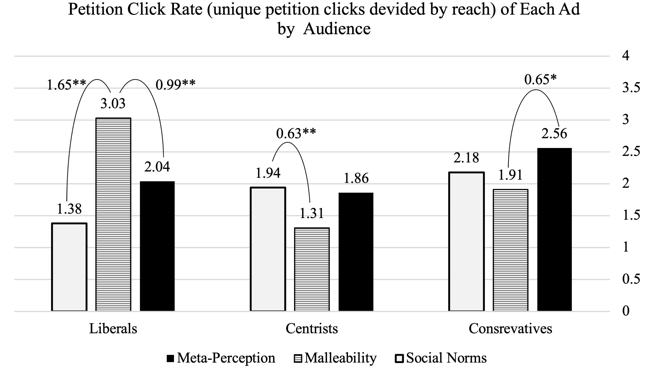 Petition Click Rate (unique petition clicks devided by reach) of Each Ad
by Audience
4
3.5
3
2.5
2
1.5
1
0.5
0
1.65**
0.99**
3.03
2.04
1.38
0.63**
1.94
1.31
1.86
0.65*
2.18
1.91
2.56
Liberals
Centrists
Consrevatives
Meta-Perception
Malleability
Social Norms